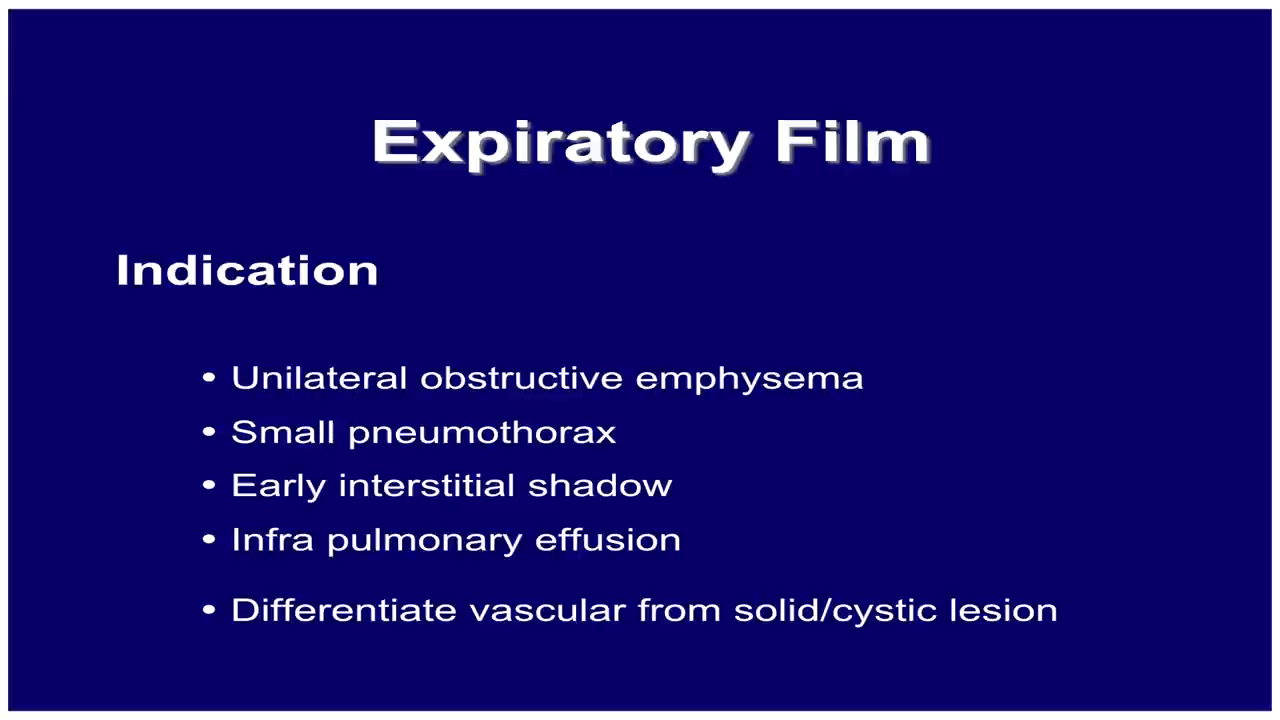 Expiratory Film
Indication
• Unilateral obstructive emphysema
• Small pneumothorax
• Early interstitial shadow
• Infra pulmonary effusion
• Differentiate vascular from solid/cystic lesion